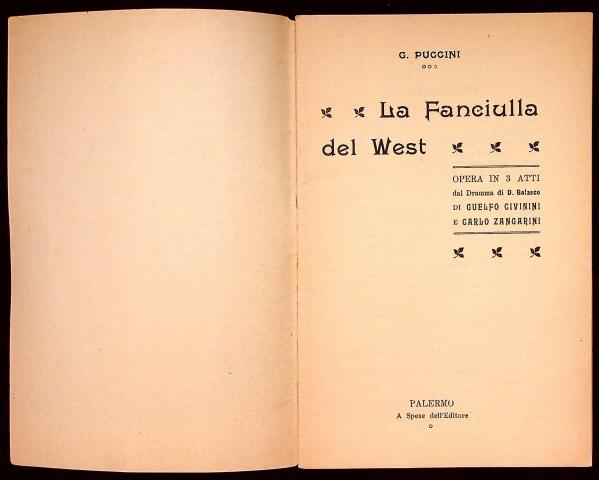 G. PUCCINI
La Fanciulla
del West
OPERA IN 3 ATTI
dal Dramma di D. Balasco
DI GUELFO CIVININI
E CARLO ZANGARINI
PALERMO
A Spese dell'Editore